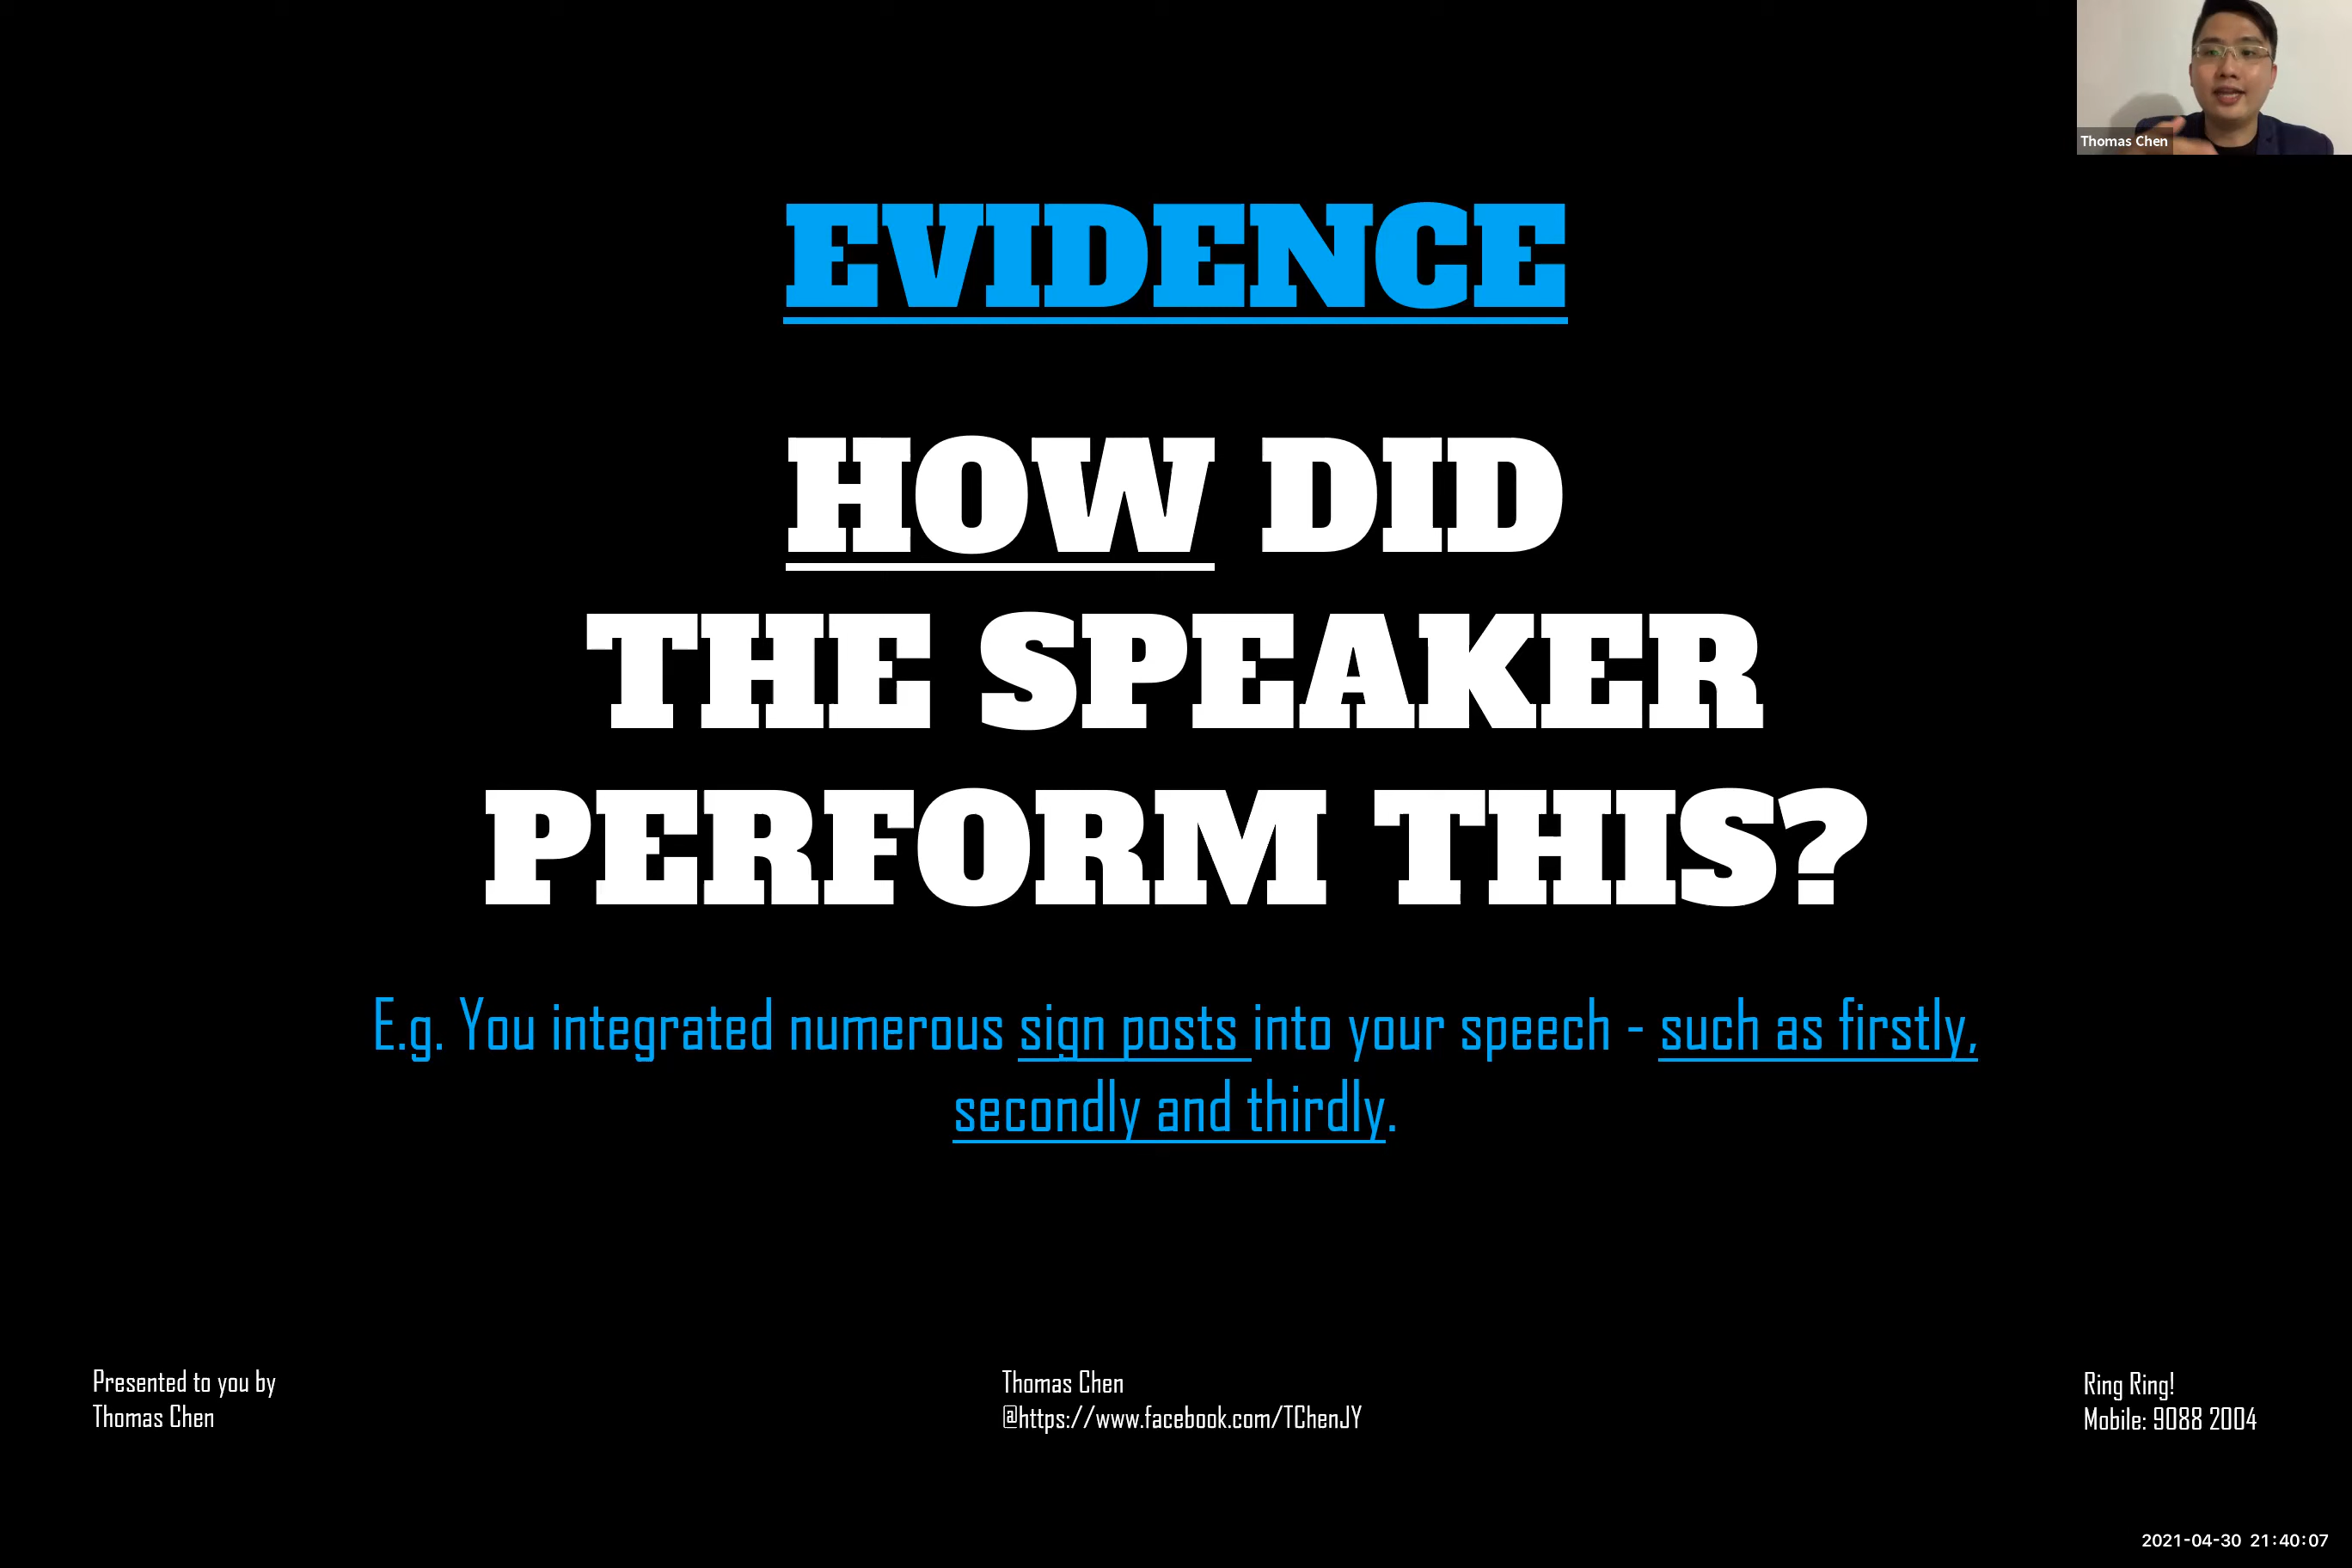 Thomas Chen
EVIDENCE
HOW DID
THE SPEAKER
PERFORM THIS?
E.g. You integrated numerous sign posts into your speech - such as firstly,
secondly and thirdly.
Presented to you by
Thomas Chen
Thomas Chen
@https://www.facebook.com/TChenJY
Ring Ring!
Mobile: 9088 2004
2021-04-30 21:40:07